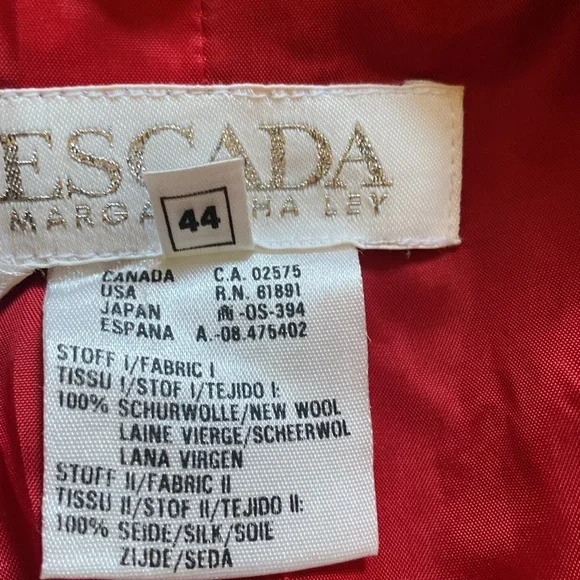 ESCADA
MARGA HA LEY
44
CANADA C.A. 02575
USA R.N. 61891
JAPAN -OS-394
ESPANA A.-08.475402
STOFF I/FABRIC I
TISSU I/STOF I/TEJIDO I:
100% SCHURWOLLE/NEW WOOL
LAINE VIERGE/SCHEERWOL
LANA VIRGEN
STOFF II/FABRIC II
TISSU II/STOF II/TEJIDO II:
100% SEIDE/SILK/SOIE
ZIJDE/SEDA